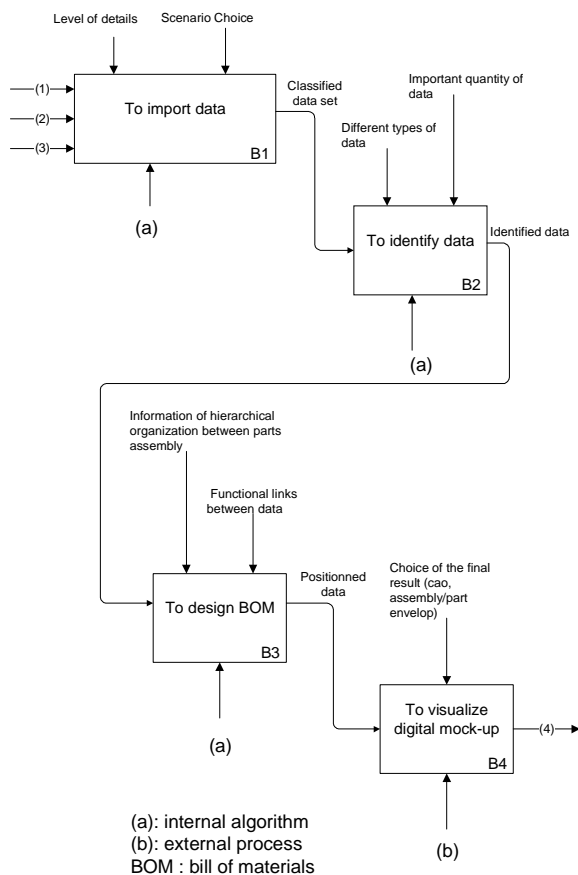 Level of details
Scenario Choice
(1)
(2)
(3)
To import data
B1
(a)
Classified
data set
Important quantity of
data
Different types of
data
To identify data
B2
Identified data
(a)
Information of hierarchical
organization between parts
assembly
Functional links
between data
To design BOM
B3
(a)
Positionned
data
Choice of the final
result (cao,
assembly/part
envelop)
To visualize
digital mock-up
B4
(4)
(b)
(a): internal algorithm
(b): external process
BOM : bill of materials